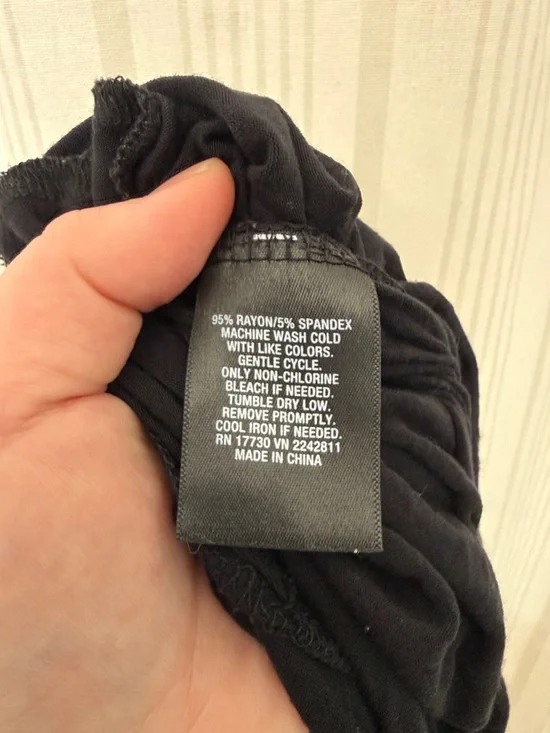 95% RAYON/5% SPANDEX
MACHINE WASH COLD
WITH LIKE COLORS.
GENTLE CYCLE.
ONLY NON-CHLORINE
BLEACH IF NEEDED.
TUMBLE DRY LOW.
REMOVE PROMPTLY.
COOL IRON IF NEEDED.
RN 17730 VN 2242811
MADE IN CHINA